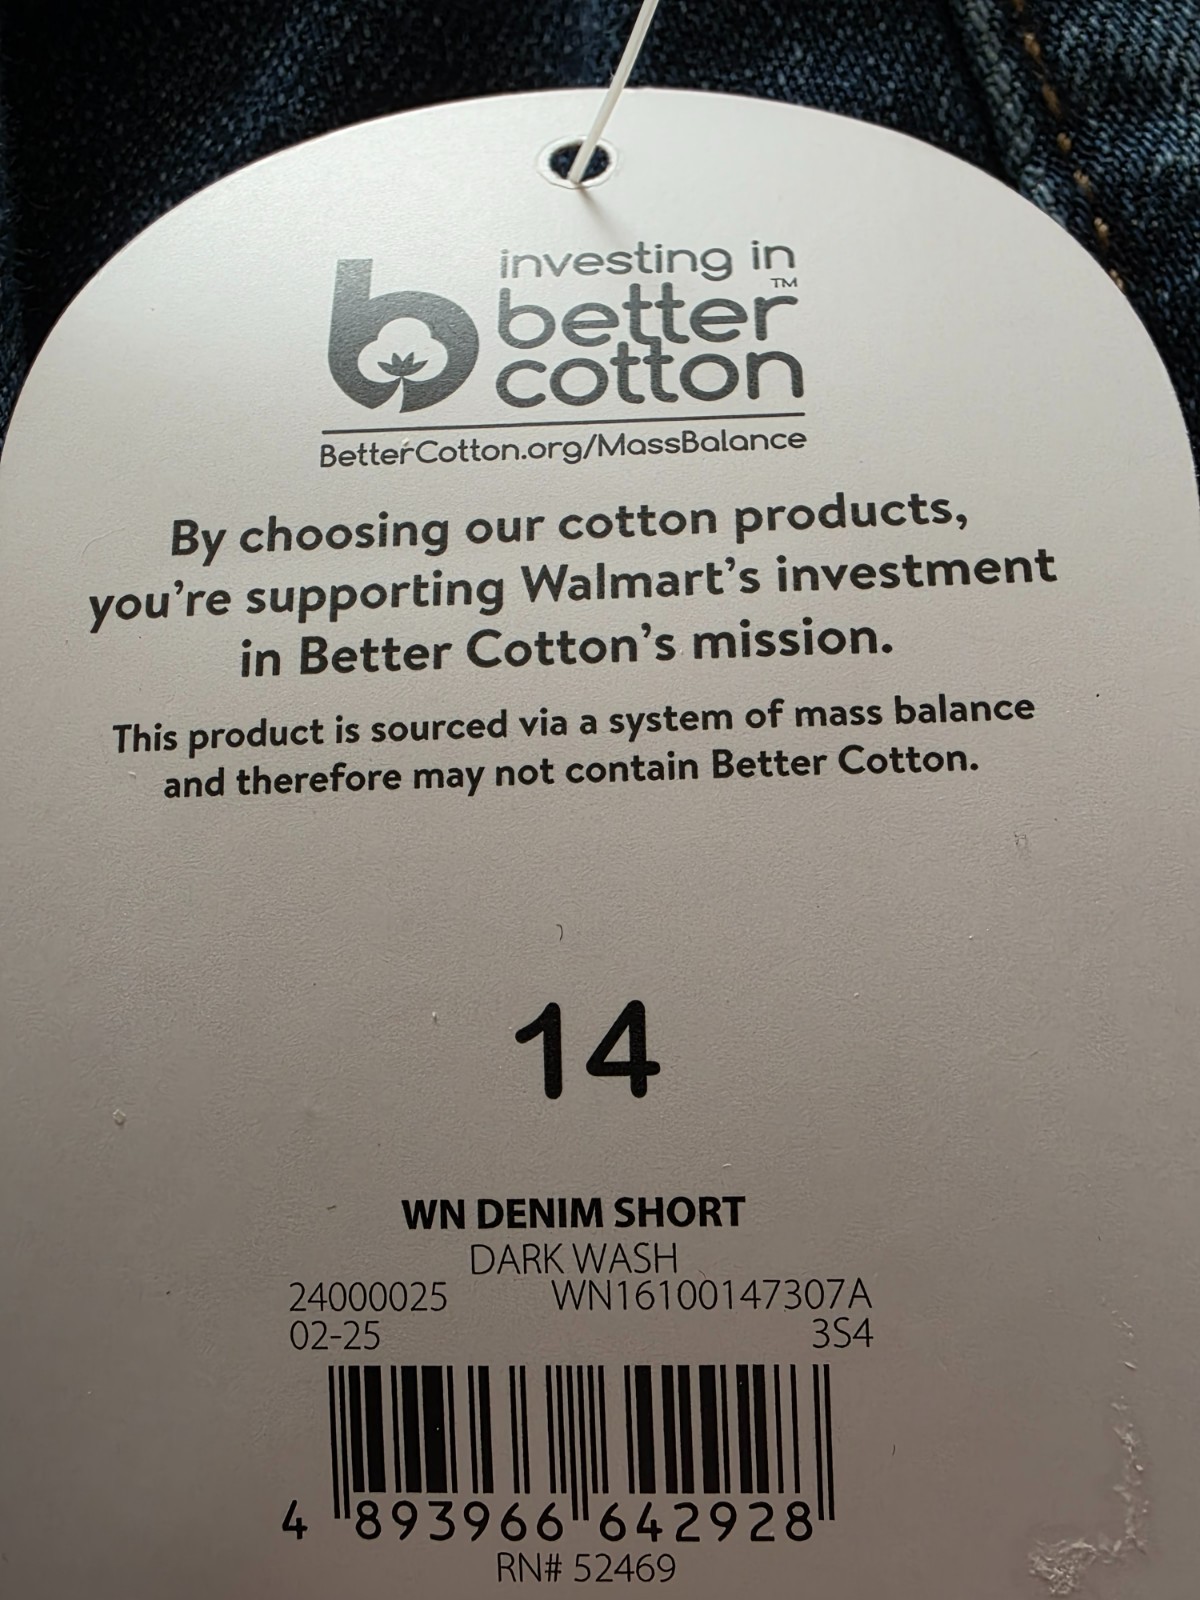 investing in
better™
cotton
BetterCotton.org/MassBalance
By choosing our cotton products,
you're supporting Walmart's investment
in Better Cotton's mission.
This product is sourced via a system of mass balance
and therefore may not contain Better Cotton.
14
WN DENIM SHORT
DARK WASH
24000025 WN16100147307A
02-25 3S4
4 893966 642928
RN# 52469